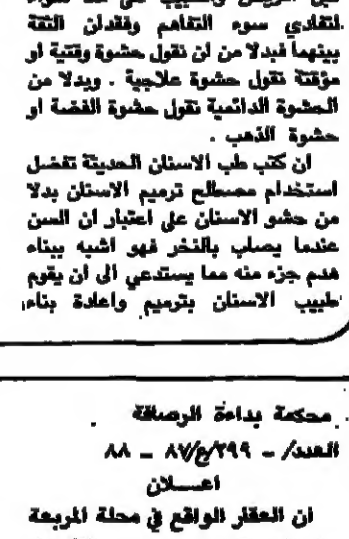 لتفادي سوء التفاهم وفقدان الثقة
بينهما فبدلا من ان نقول حشوة وقتية او
مؤقتة نقول حشوة علاجية . وبدلا من
الحشوة الدائمية نقول حشوة الفضة او
حشوة الذهب .
ان كتب طب الاسنان الحديثة تفضل
استخدام مصطلح ترميم الاسنان بدلا
من حشو الاسنان على اعتبار ان السن
عندما يصاب بالنخر فهو اشبه ببناء
هدم جزء منه مما يستدعي الى ان يقوم
طبيب الاسنان بترميم واعادة بناء
محكمة بداءة الرصافة
العدد/ - ٢٩٩/ع/٨٧ - ٨٨
اعـــلان
ان العقار الواقع في محلة المربعة